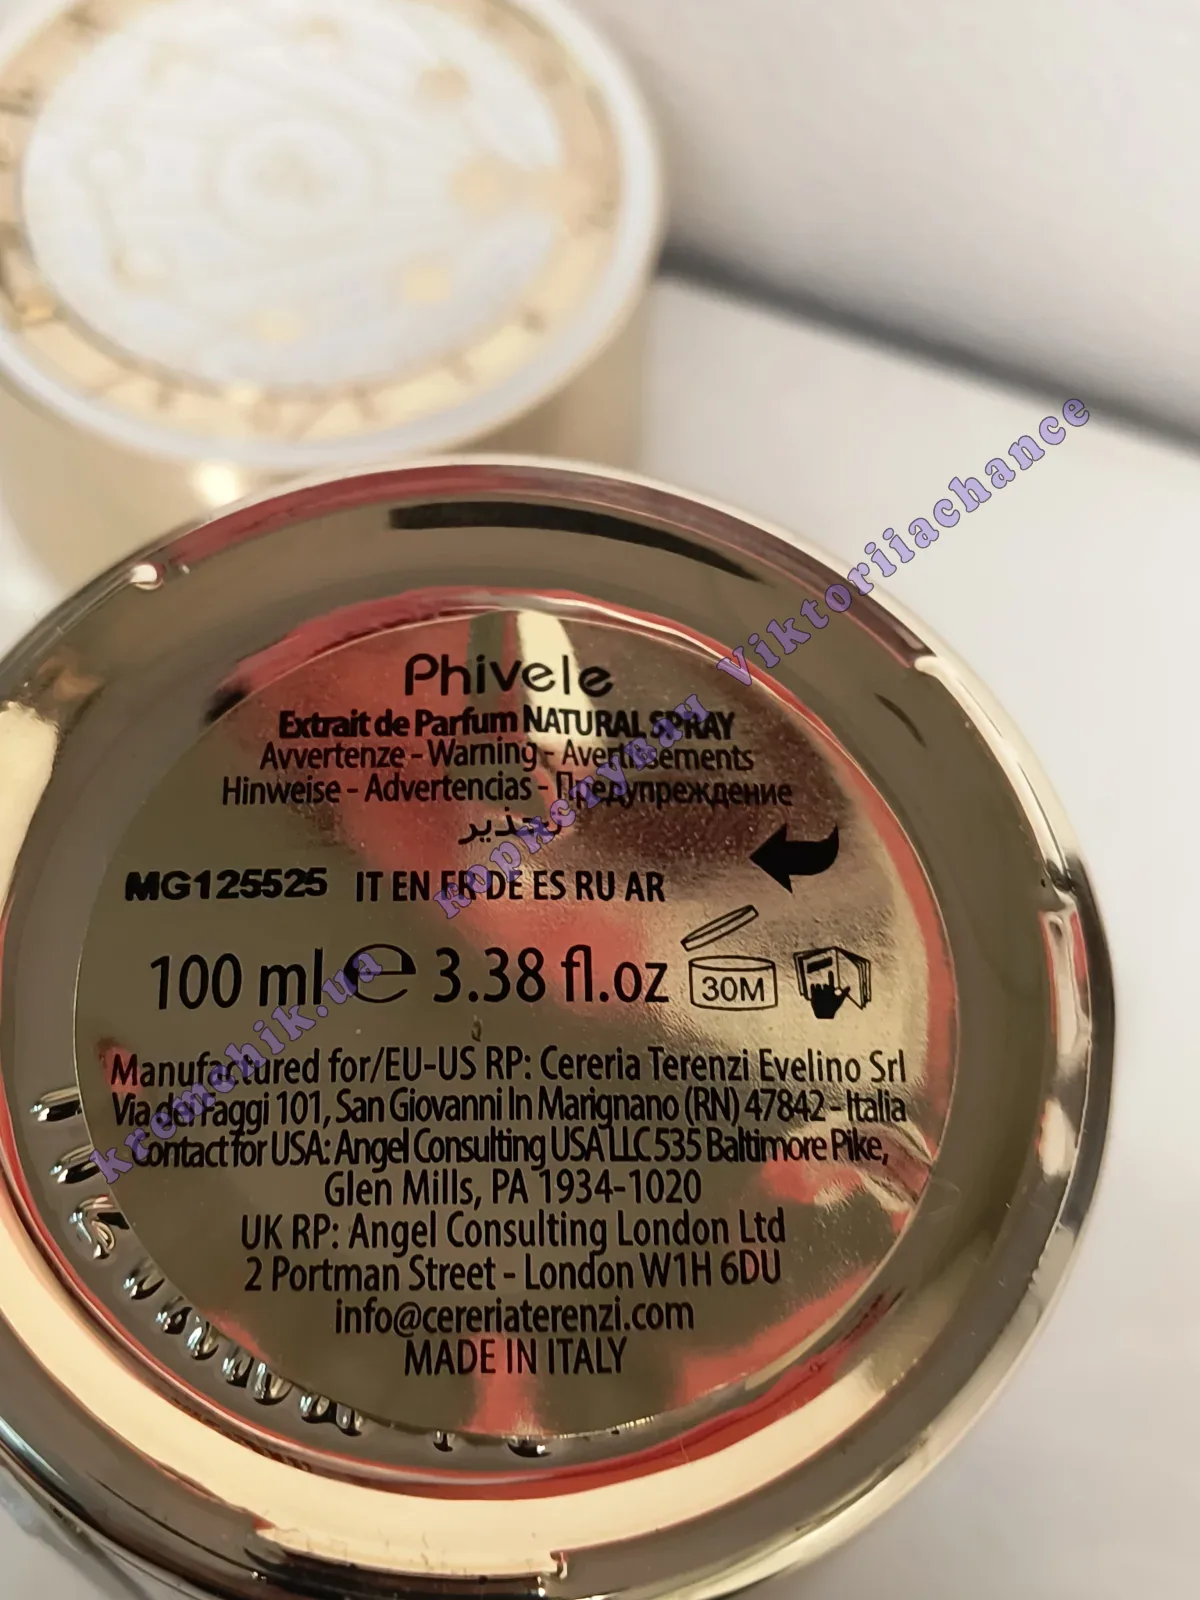 Phivele
Extrait de Parfum NATURAL SPRAY
Avvertenze - Warning - Avertissements
Hinweise - Advertencias - Предупреждение
تحذير
MG125525 IT EN FR DE ES RU AR
100 ml ℮ 3.38 fl.oz 30M
Manufactured for/EU-US RP: Cereria Terenzi Evelino Srl
Via dei Faggi 101, San Giovanni In Marignano (RN) 47842 - Italia
Contact for USA: Angel Consulting USA LLC 535 Baltimore Pike,
Glen Mills, PA 1934-1020
UK RP: Angel Consulting London Ltd
2 Portman Street - London W1H 6DU
info@cereriaterenzi.com
MADE IN ITALY
kromchik.ua користувач Viktoriiachance